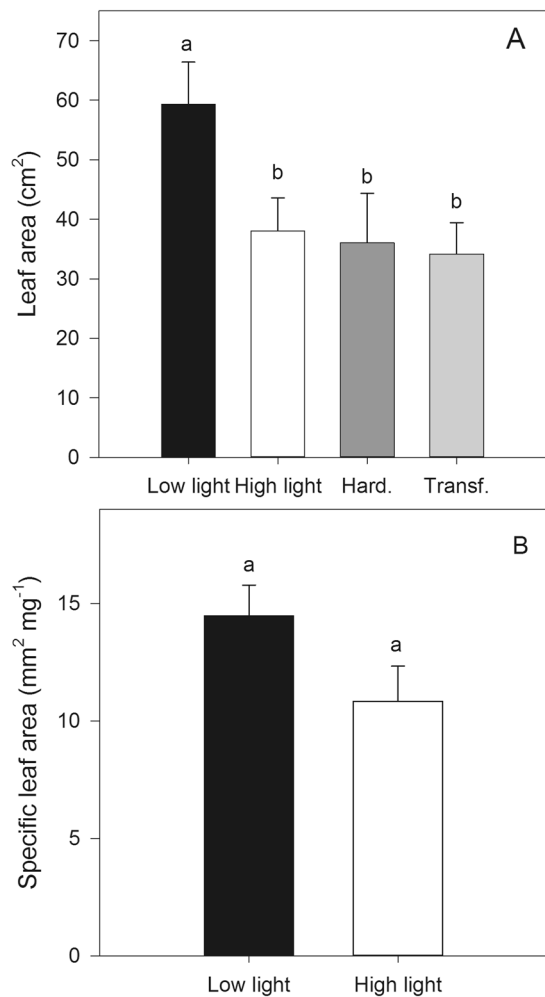 A
70
60
50
40
30
20
10
0
Leaf area (cm²)
a
b
b
b
Low light High light Hard. Transf.
B
15
10
5
0
Specific leaf area (mm² mg⁻¹)
a
a
Low light High light